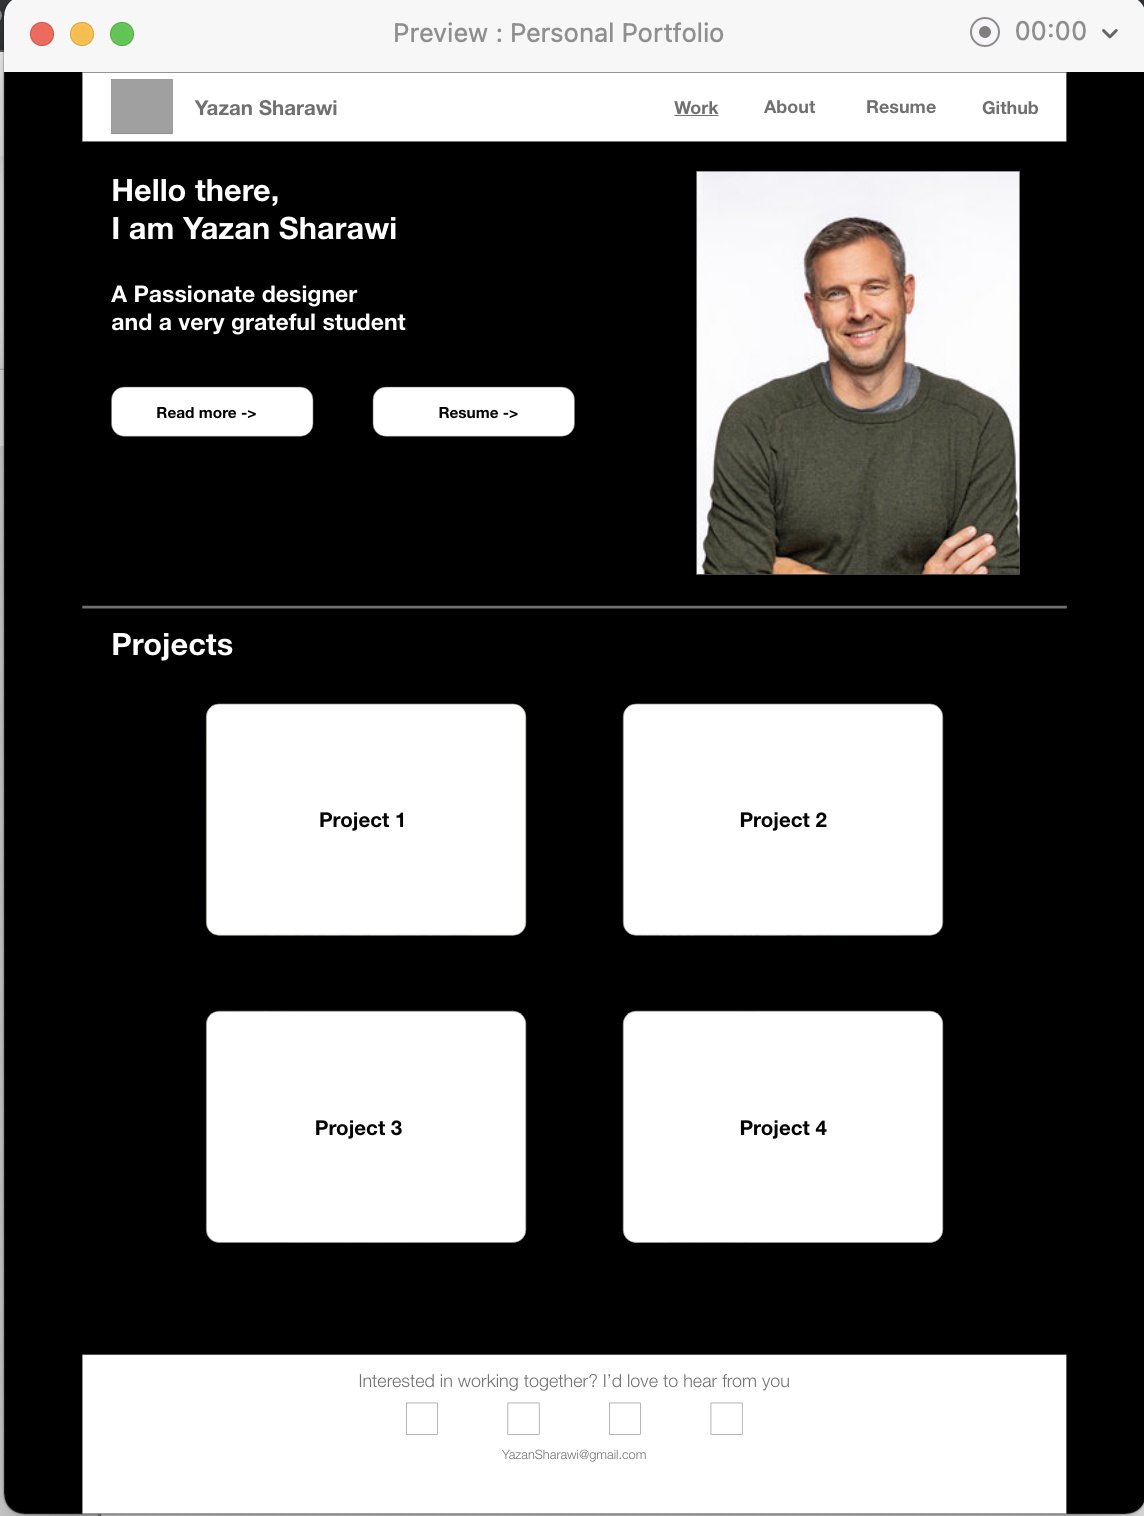 Preview : Personal Portfolio
00:00
Yazan Sharawi
Work
About
Resume
Github
Hello there,
I am Yazan Sharawi
A Passionate designer
and a very grateful student
Read more ->
Resume ->
Projects
Project 1
Project 2
Project 3
Project 4
Interested in working together? I'd love to hear from you
YazanSharawi@gmail.com